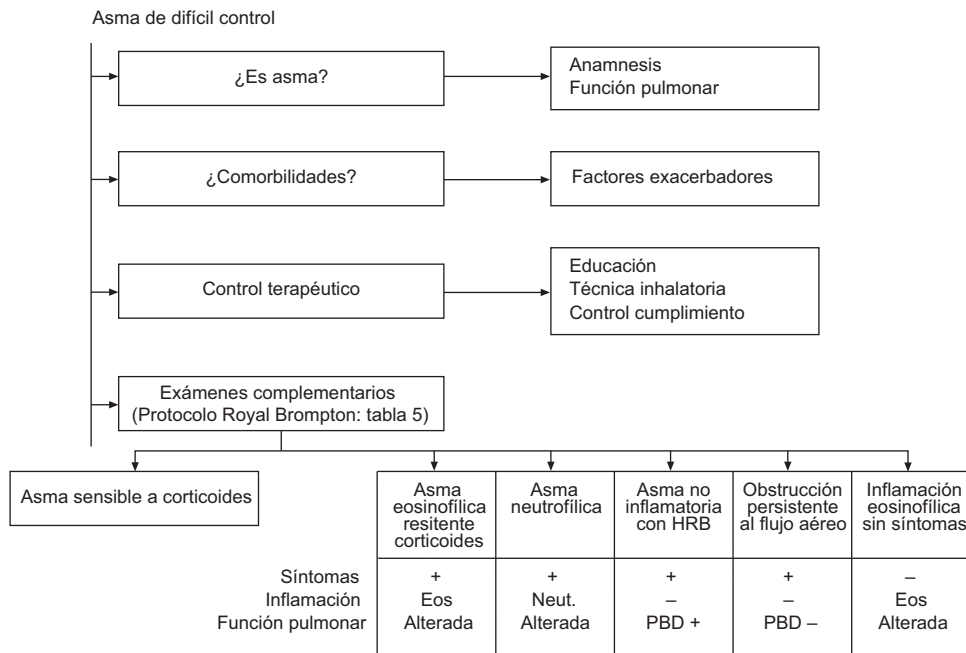 Asma de difícil control
¿Es asma?
Anamnesis
Función pulmonar
¿Comorbilidades?
Factores exacerbadores
Control terapéutico
Educación
Técnica inhalatoria
Control cumplimiento
Exámenes complementarios
(Protocolo Royal Brompton: tabla 5)
Asma sensible a corticoides
Asma
eosinofílica
resitente
corticoides
Asma
neutrofílica
Asma no
inflamatoria
con HRB
Obstrucción
persistente
al flujo aéreo
Inflamación
eosinofílica
sin síntomas
Síntomas + + + + –
Inflamación Eos Neut. – – Eos
Función pulmonar Alterada Alterada PBD + PBD – Alterada